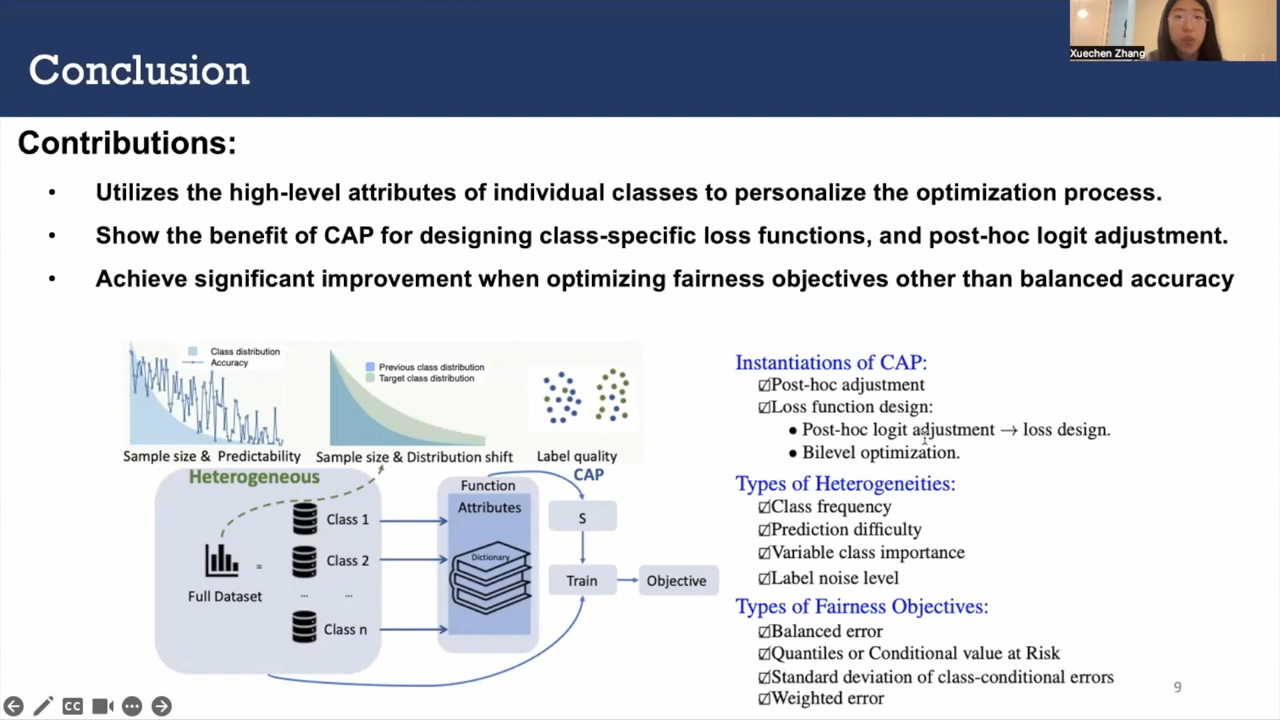 Conclusion
Xuechen Zhang
Contributions:
• Utilizes the high-level attributes of individual classes to personalize the optimization process.
• Show the benefit of CAP for designing class-specific loss functions, and post-hoc logit adjustment.
• Achieve significant improvement when optimizing fairness objectives other than balanced accuracy
Class distribution
Accuracy
Previous class distribution
Target class distribution
Sample size & Predictability
Sample size & Distribution shift
Label quality
Heterogeneous
CAP
Full Dataset
=
Class 1
Class 2
... ...
Class n
Function
Attributes
Dictionary
S
Train
Objective
Instantiations of CAP:
☑Post-hoc adjustment
☑Loss function design:
• Post-hoc logit adjustment → loss design.
• Bilevel optimization.
Types of Heterogeneities:
☑Class frequency
☑Prediction difficulty
☑Variable class importance
☑Label noise level
Types of Fairness Objectives:
☑Balanced error
☑Quantiles or Conditional value at Risk
☑Standard deviation of class-conditional errors
☑Weighted error
9
CC